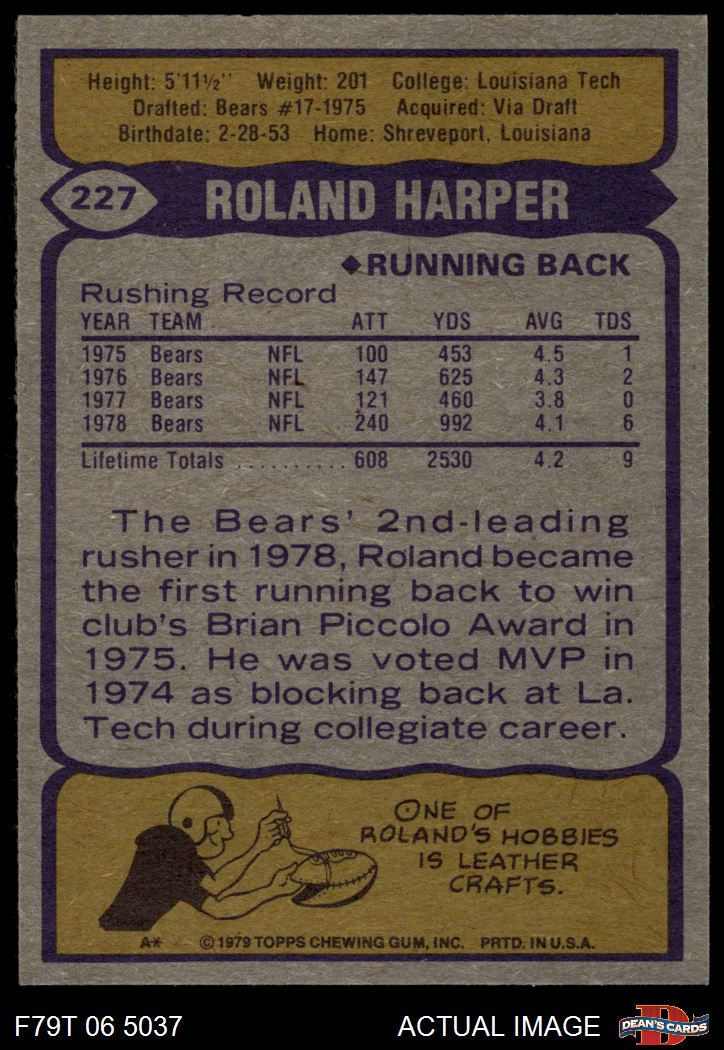 Height: 5'11½'' Weight: 201 College: Louisiana Tech
Drafted: Bears #17-1975 Acquired: Via Draft
Birthdate: 2-28-53 Home: Shreveport, Louisiana
227 ROLAND HARPER
◆RUNNING BACK
Rushing Record
YEAR TEAM ATT YDS AVG TDS
1975 Bears NFL 100 453 4.5 1
1976 Bears NFL 147 625 4.3 2
1977 Bears NFL 121 460 3.8 0
1978 Bears NFL 240 992 4.1 6
Lifetime Totals .......... 608 2530 4.2 9
The Bears' 2nd-leading
rusher in 1978, Roland became
the first running back to win
club's Brian Piccolo Award in
1975. He was voted MVP in
1974 as blocking back at La.
Tech during collegiate career.
ONE OF
ROLAND'S HOBBIES
IS LEATHER
CRAFTS.
A* © 1979 TOPPS CHEWING GUM, INC. PRTD. IN U.S.A.
F79T 06 5037 ACTUAL IMAGE D DEAN'S CARDS